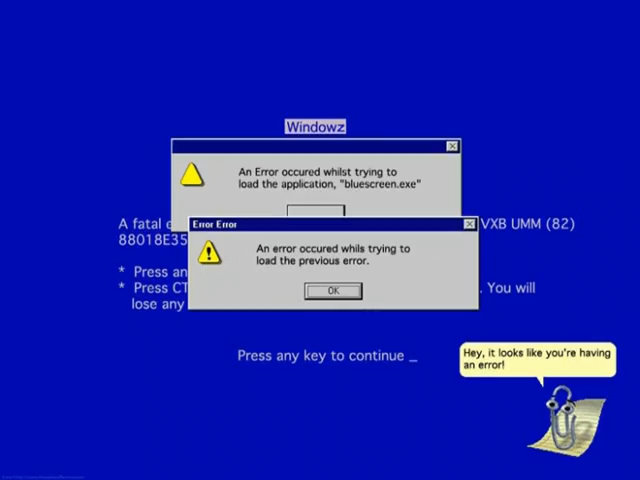 Windowz
An Error occured whilst trying to
load the application, "bluescreen.exe"
A fatal
VXB UMM (82)
88018E35
Error Error
An error occured whils trying to
load the previous error.
OK
* Press an
* Press CT
. You will
lose any
Press any key to continue _
Hey, it looks like you're having
an error!